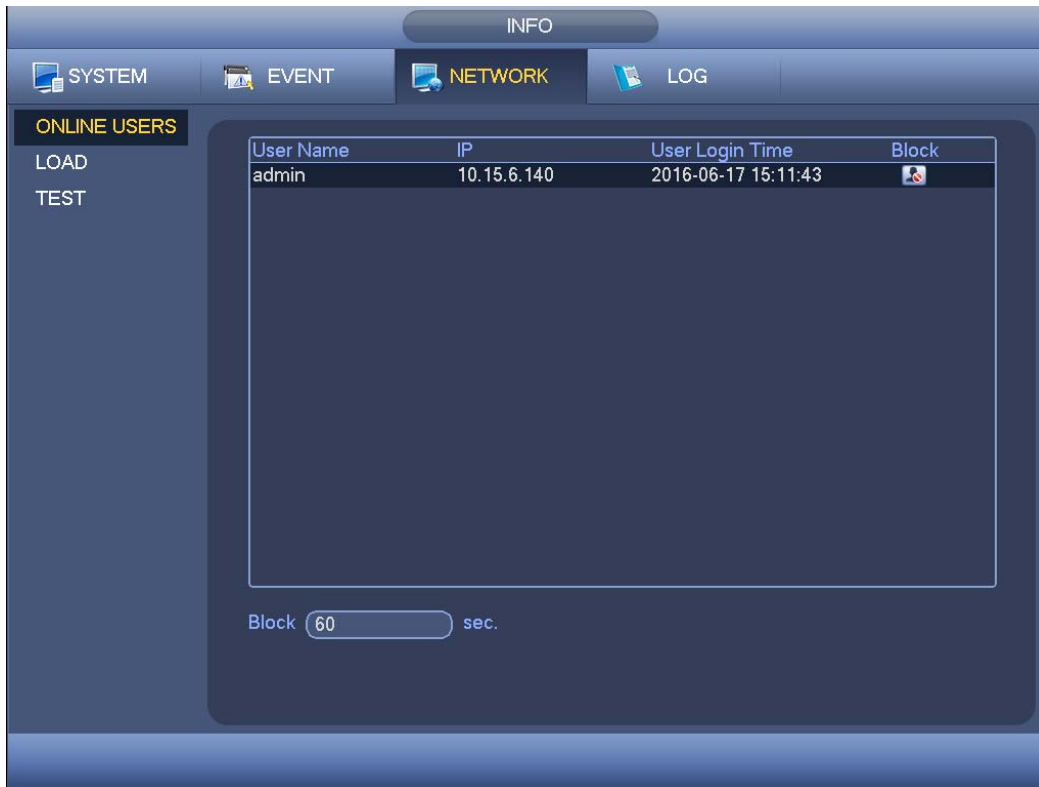 INFO
SYSTEM EVENT NETWORK LOG
ONLINE USERS
LOAD
TEST
User Name IP User Login Time Block
admin 10.15.6.140 2016-06-17 15:11:43
Block 60 sec.